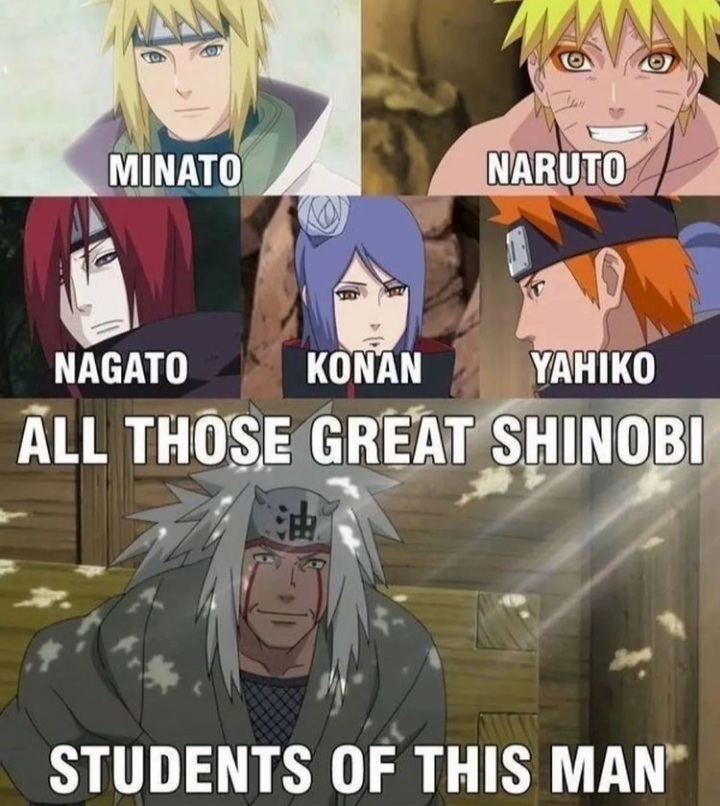 MINATO
NARUTO
NAGATO
KONAN
YAHIKO
ALL THOSE GREAT SHINOBI
油
STUDENTS OF THIS MAN